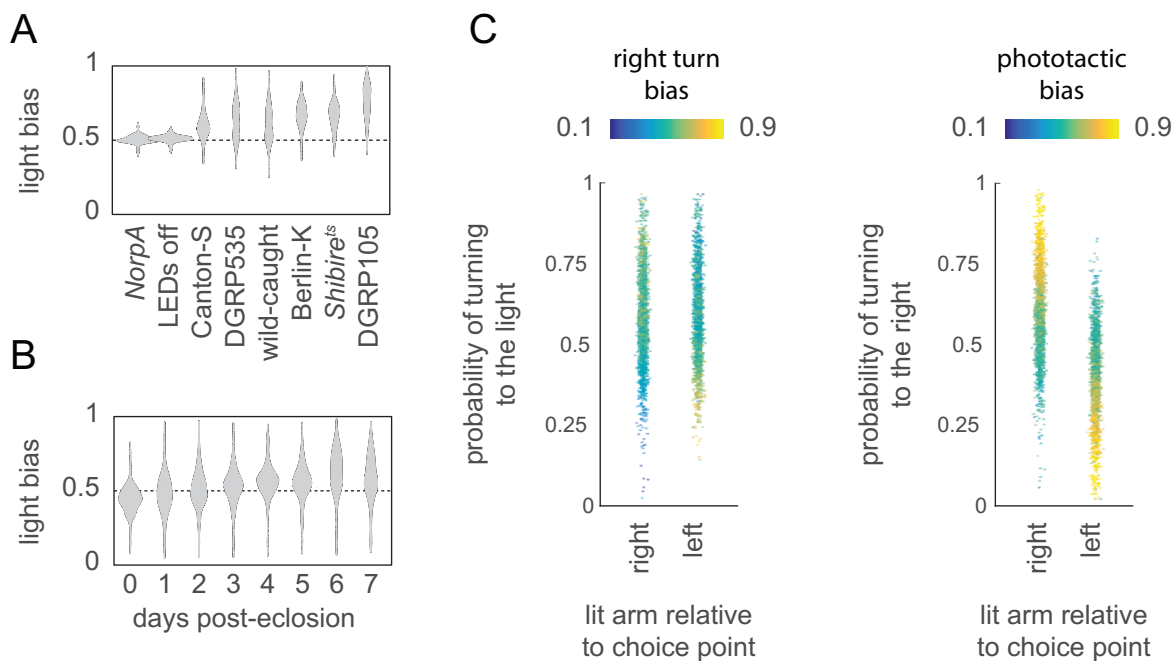 A
1
0.5
0
light bias
NorpA
LEDs off
Canton-S
DGRP535
wild-caught
Berlin-K
Shibire^ts
DGRP105
B
1
0.5
0
light bias
0 1 2 3 4 5 6 7
days post-eclosion
C
right turn
bias
0.1 0.9
1
0.75
0.5
0.25
0
probability of turning
to the light
right
left
lit arm relative
to choice point
phototactic
bias
0.1 0.9
1
0.75
0.5
0.25
0
probability of turning
to the right
right
left
lit arm relative
to choice point